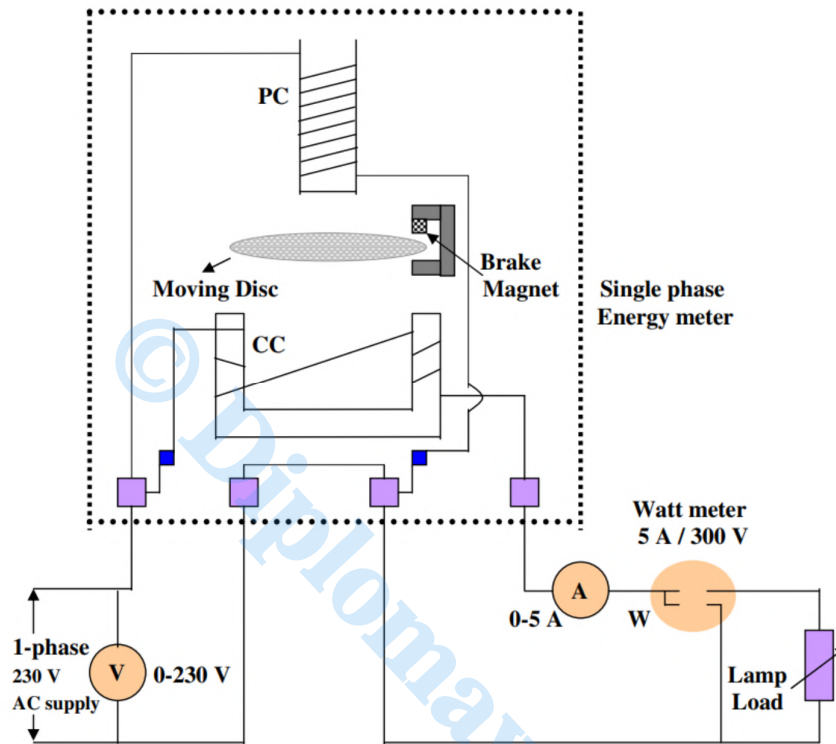 PC
Brake
Magnet
Moving Disc
Single phase
Energy meter
CC
Watt meter
5 A / 300 V
A
0-5 A
W
1-phase
230 V
AC supply
V
0-230 V
Lamp
Load
© Diplomav